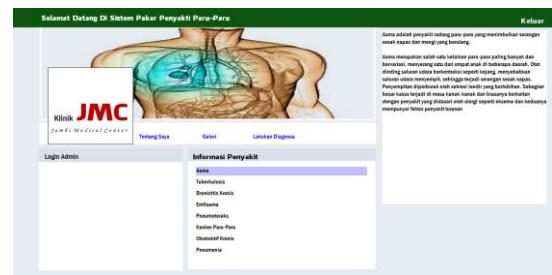 Selamat Datang Di Sistem Pakar Penyakti Paru-Paru
Keluar
Klinik JMC
Jambi Medical Center
Tentang Saya
Galeri
Lakukan Diagnosa
Login Admin
Informasi Penyakit
Asma
Tuberkulosis
Bronkitis Kronis
Emfisema
Pneumotoraks
Kanker Paru-Paru
Obstruktif Kronis
Pneumonia
Asma adalah penyakit radang paru-paru yang menimbulkan serangan
sesak napas dan mengi yang berulang.
Asma merupakan salah satu kelainan paru-paru paling banyak dan
bervariasi, menyerang satu dari empat anak di beberapa daerah. Otot
dinding saluran udara berkontraksi seperti kejang, menyebabkan
saluran udara menyempit, sehingga terjadi serangan sesak napas.
Penyempitan diperburuk oleh sekresi lendir yang berlebihan. Sebagian
besar kasus terjadi di masa kanak-kanak dan biasanya berkaitan
dengan penyakit yang didasari oleh alergi seperti eksema dan keduanya
mempunyai faktor penyakit turunan